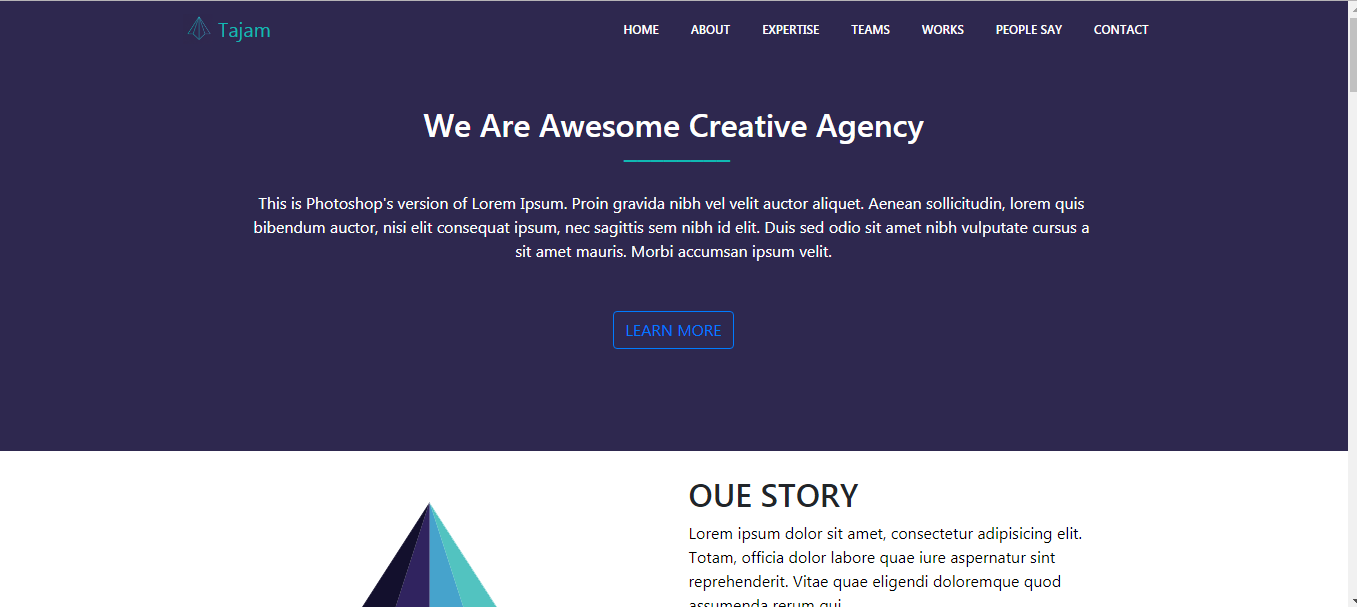 Tajam
HOME ABOUT EXPERTISE TEAMS WORKS PEOPLE SAY CONTACT
We Are Awesome Creative Agency
This is Photoshop's version of Lorem Ipsum. Proin gravida nibh vel velit auctor aliquet. Aenean sollicitudin, lorem quis
bibendum auctor, nisi elit consequat ipsum, nec sagittis sem nibh id elit. Duis sed odio sit amet nibh vulputate cursus a
sit amet mauris. Morbi accumsan ipsum velit.
LEARN MORE
OUE STORY
Lorem ipsum dolor sit amet, consectetur adipisicing elit.
Totam, officia dolor labore quae iure aspernatur sint
reprehenderit. Vitae quae eligendi doloremque quod
assumenda rerum qui